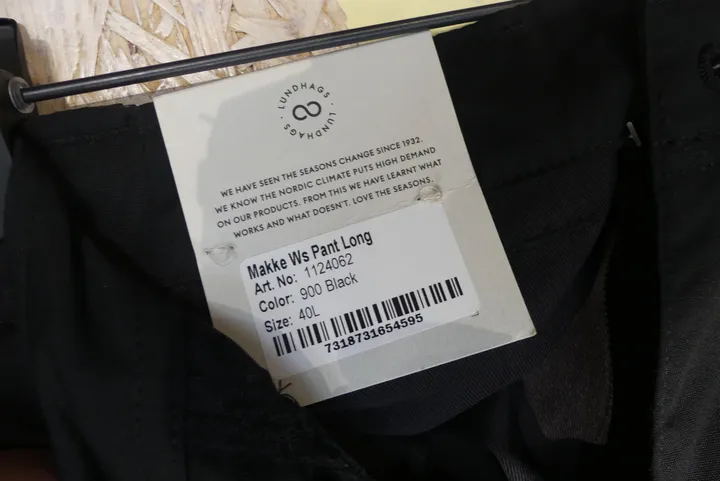 · LUNDHAGS · LUNDHAGS
WE HAVE SEEN THE SEASONS CHANGE SINCE 1932.
WE KNOW THE NORDIC CLIMATE PUTS HIGH DEMAND
ON OUR PRODUCTS. FROM THIS WE HAVE LEARNT WHAT
WORKS AND WHAT DOESN'T. LOVE THE SEASONS.
Makke Ws Pant Long
Art. No: 1124062
Color: 900 Black
Size: 40L
7318731654595